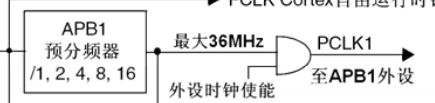 PCLK Cortex自由运行时钟
APB1
预分频器
/1, 2, 4, 8, 16
最大36MHz
PCLK1
外设时钟使能
至APB1外设